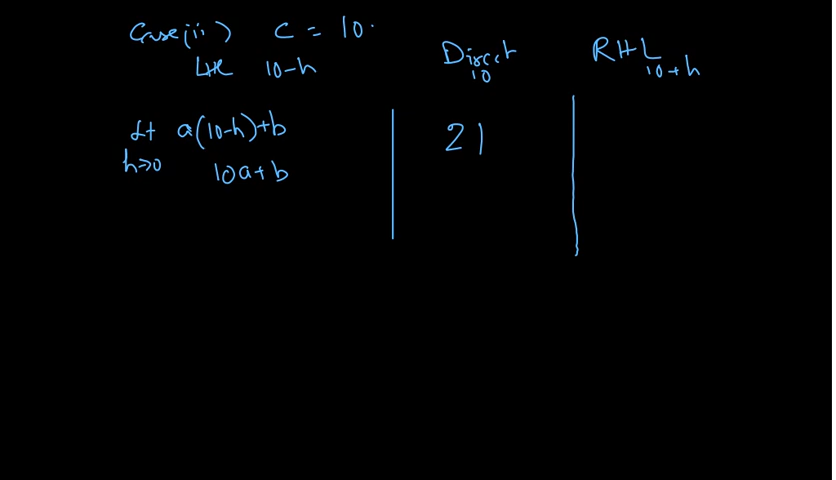 Case(ii) C = 10.
LHL 10-h
Direct
10
RHL
10+h
Lt a(10-h)+b
h→0 10a+b
21